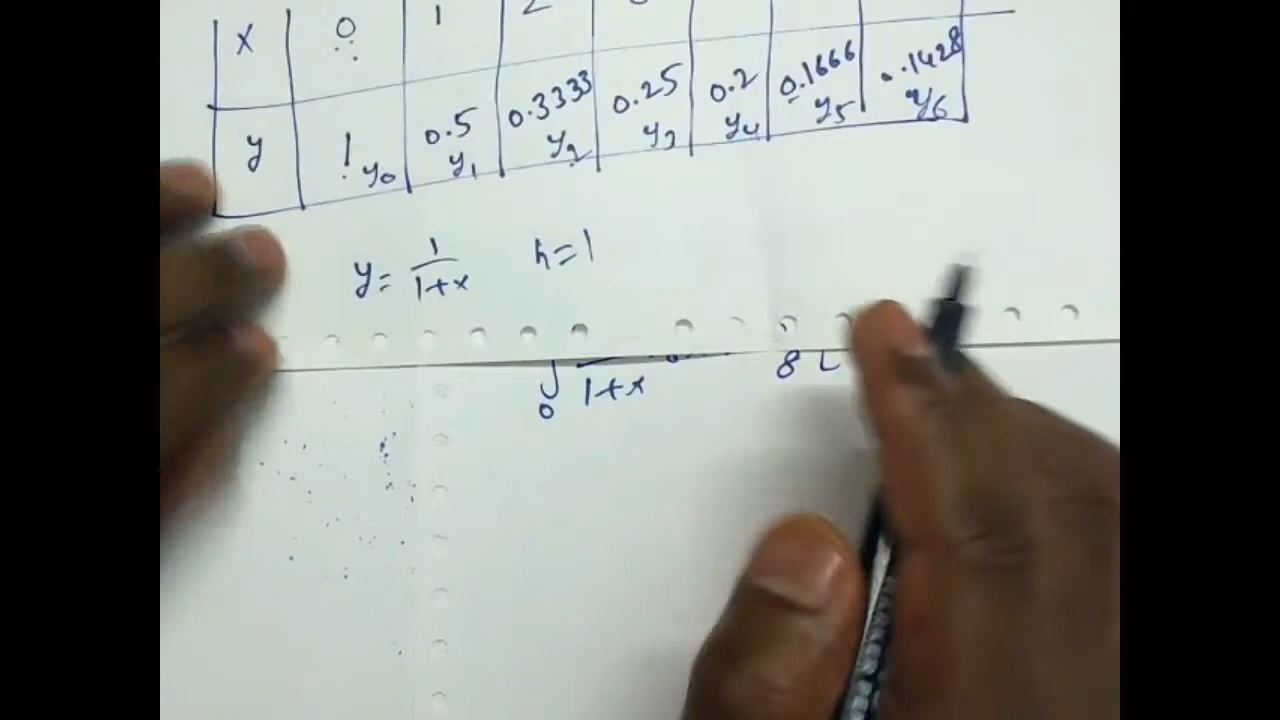 x 0 1 2
y 1 0.5 0.3333 0.25 0.2 0.1666 .1428
y0 y1 y2 y3 y4 y5 y6
y = 1/1+x h=1
∫0 1+x 8